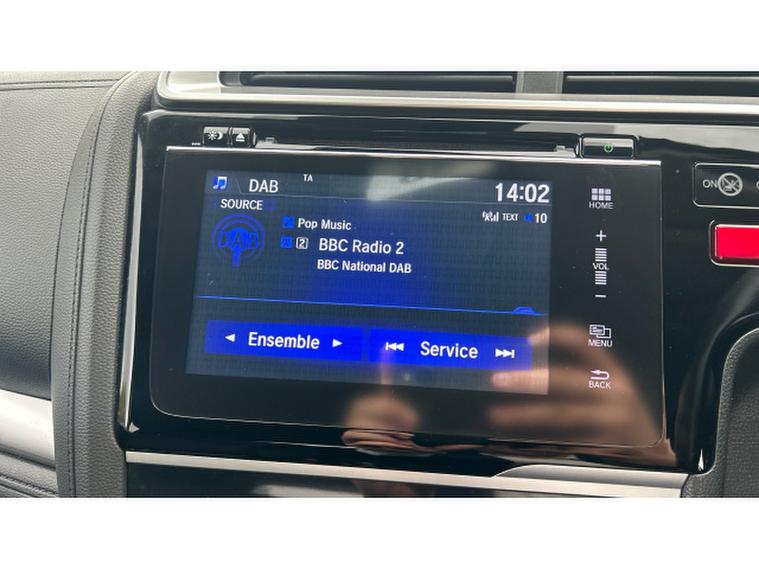 DAB
TA
14:02
SOURCE
TEXT 10
Pop Music
DAB
2 BBC Radio 2
BBC National DAB
Ensemble
Service
HOME
+
VOL
−
MENU
BACK
ON